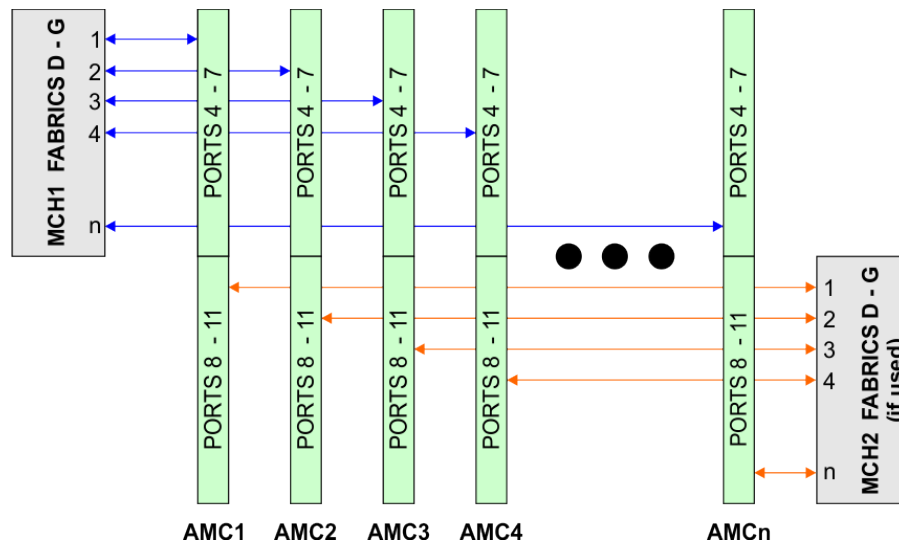 MCH1 FABRICS D - G
1
2
3
4
n
PORTS 4 - 7
PORTS 4 - 7
PORTS 4 - 7
PORTS 4 - 7
PORTS 4 - 7
PORTS 8 - 11
PORTS 8 - 11
PORTS 8 - 11
PORTS 8 - 11
PORTS 8 - 11
1
2
3
4
n
MCH2 FABRICS D - G
(if used)
AMC1
AMC2
AMC3
AMC4
AMCn